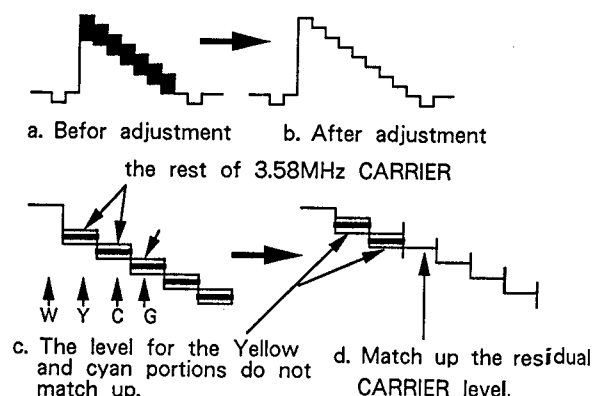 a. Befor adjustment
b. After adjustment
the rest of 3.58MHz CARRIER
W Y C G
c. The level for the Yellow
and cyan portions do not
match up.
d. Match up the residual
CARRIER level.